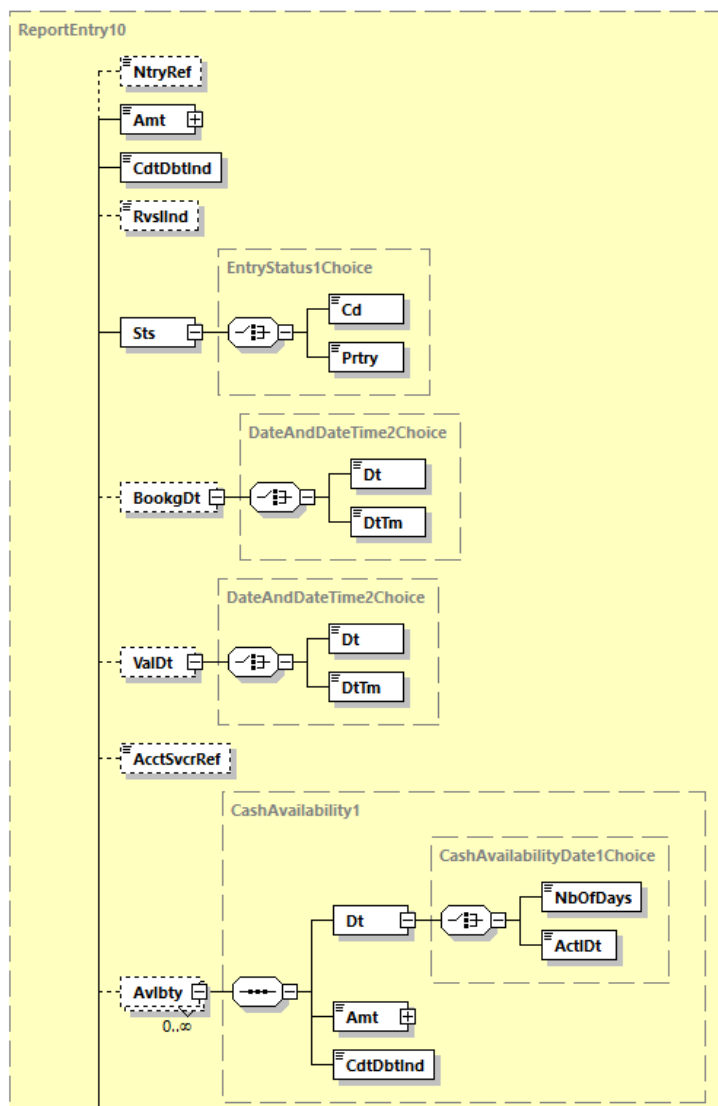 ReportEntry10
NtryRef
Amt
CdtDbtInd
RvslInd
EntryStatus1Choice
Cd
Sts
Prtry
DateAndDateTime2Choice
Dt
BookgDt
DtTm
DateAndDateTime2Choice
Dt
ValDt
DtTm
AcctSvcrRef
CashAvailability1
CashAvailabilityDate1Choice
NbOfDays
Dt
ActlDt
Avlbty
0..∞
Amt
CdtDbtInd